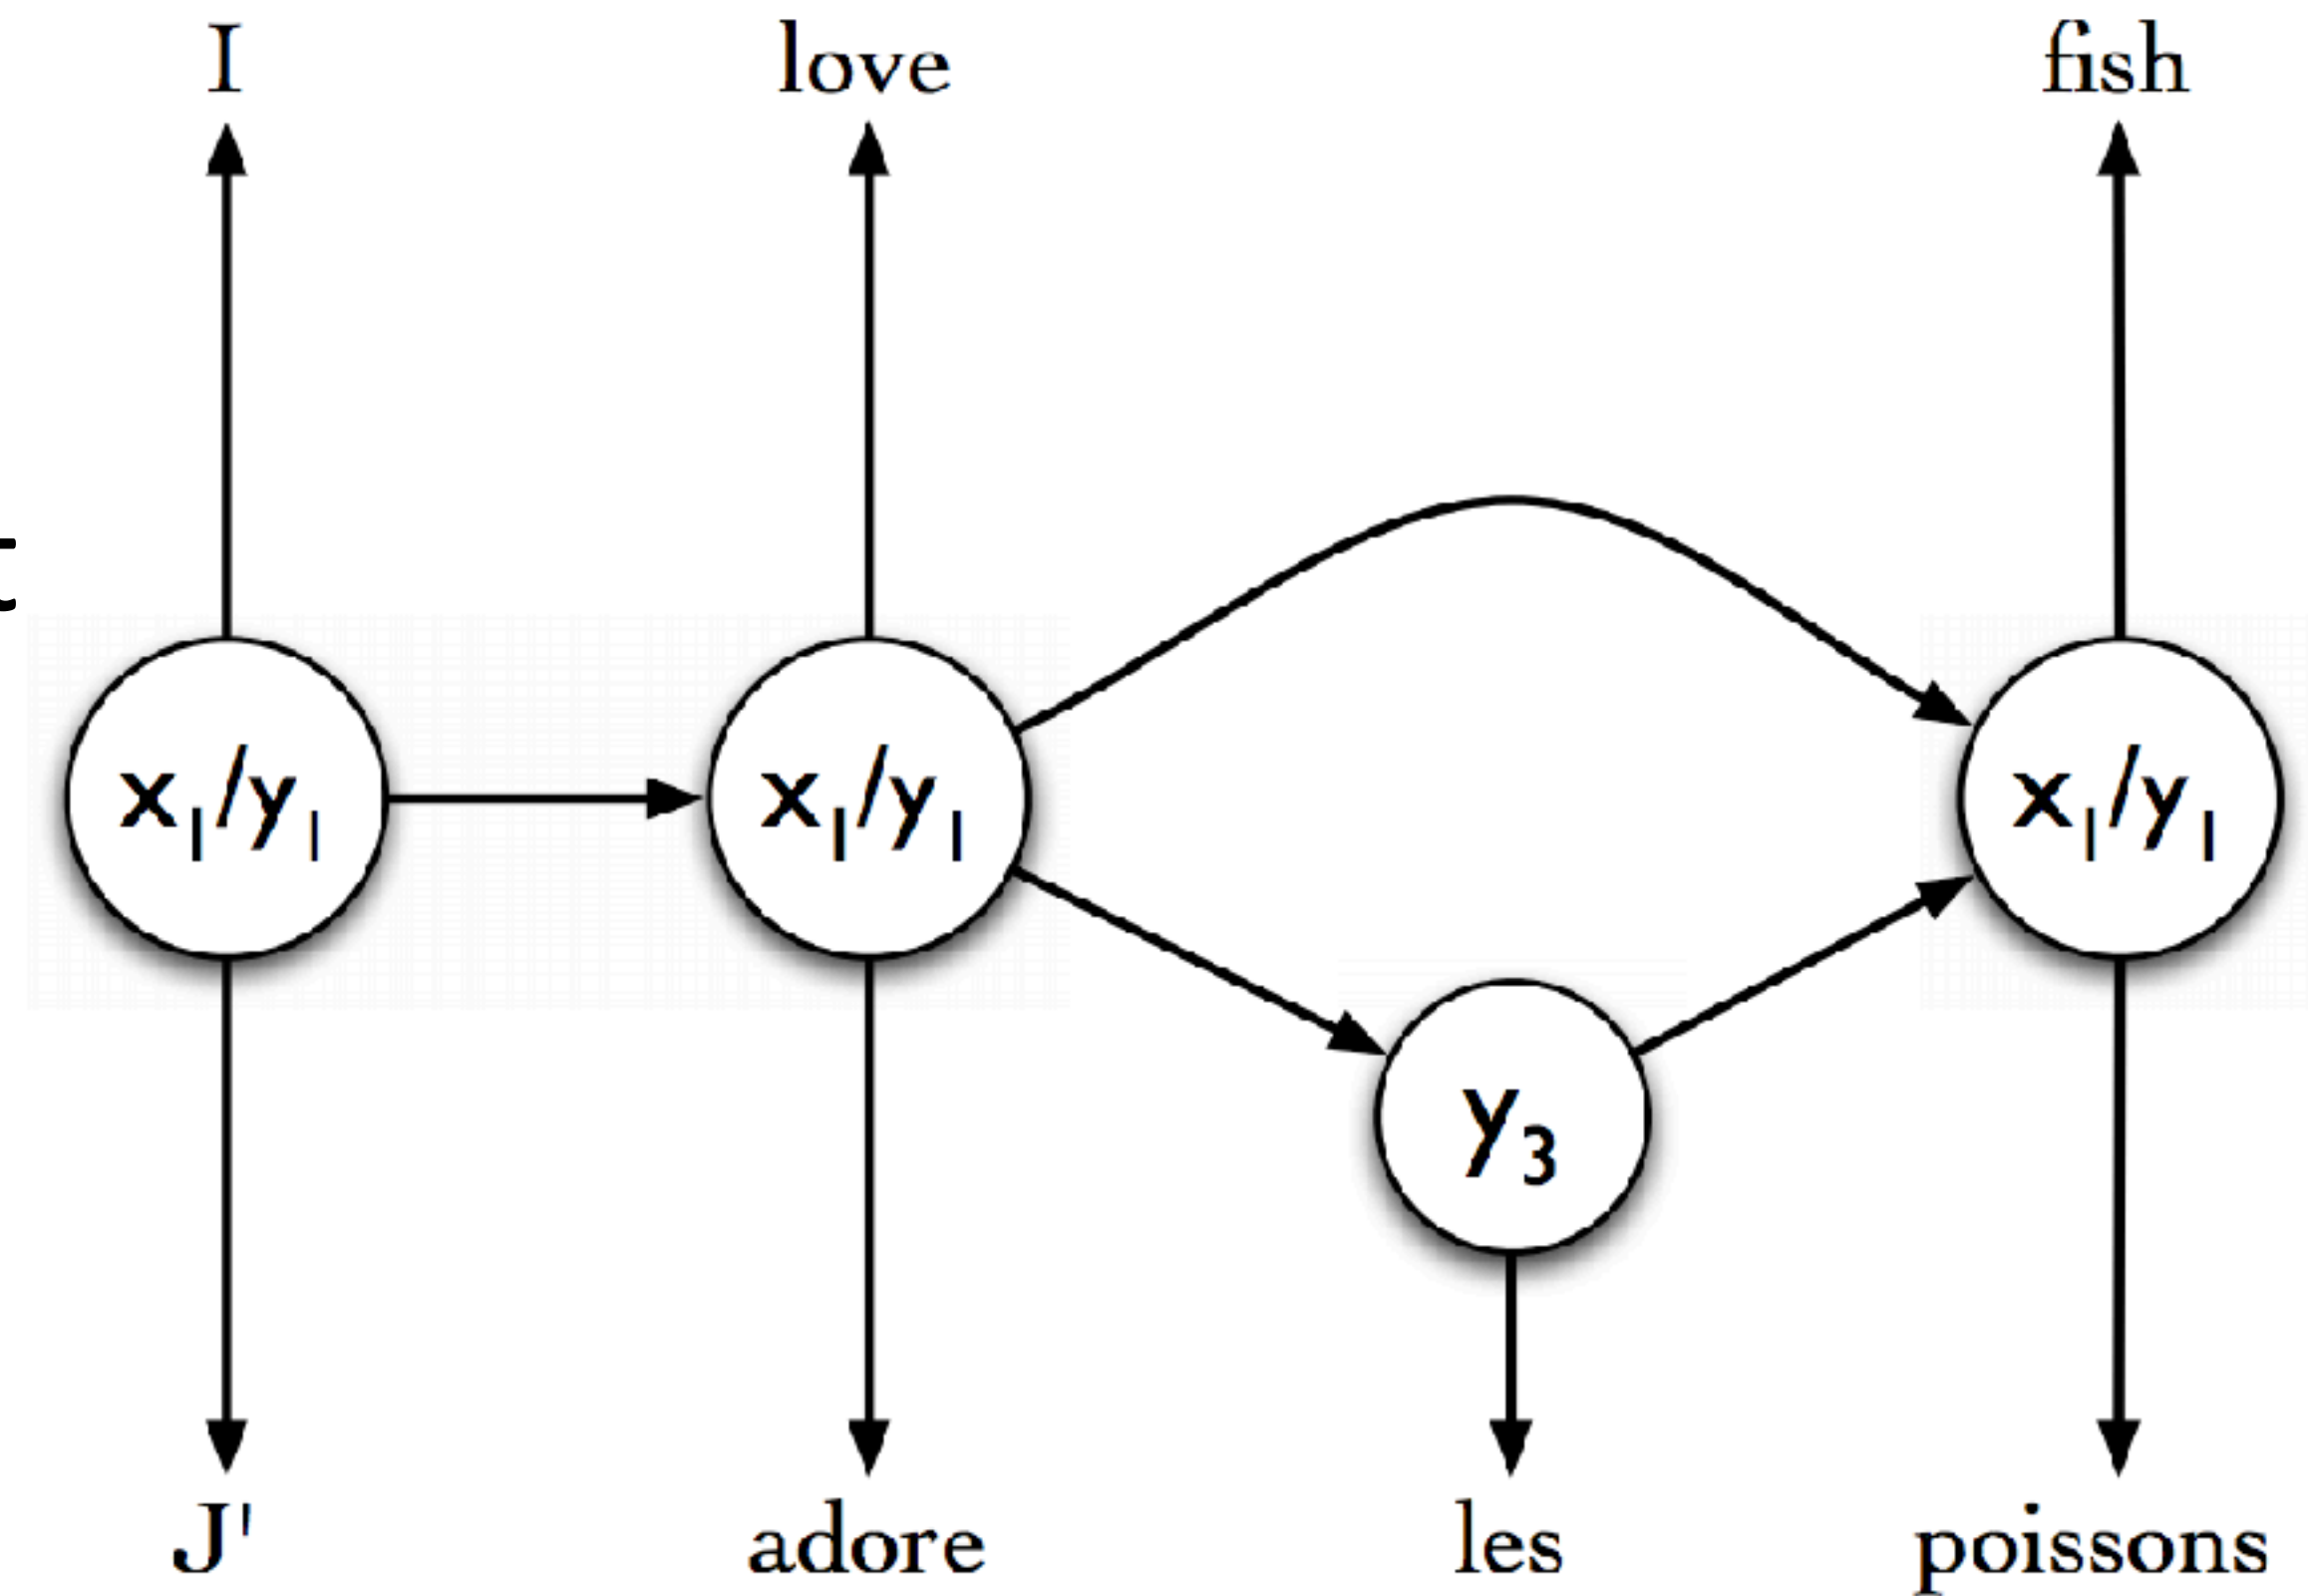 I love fish
t
x₁/y₁ x₁/y₁ x₁/y₁
y₃
J' adore les poissons